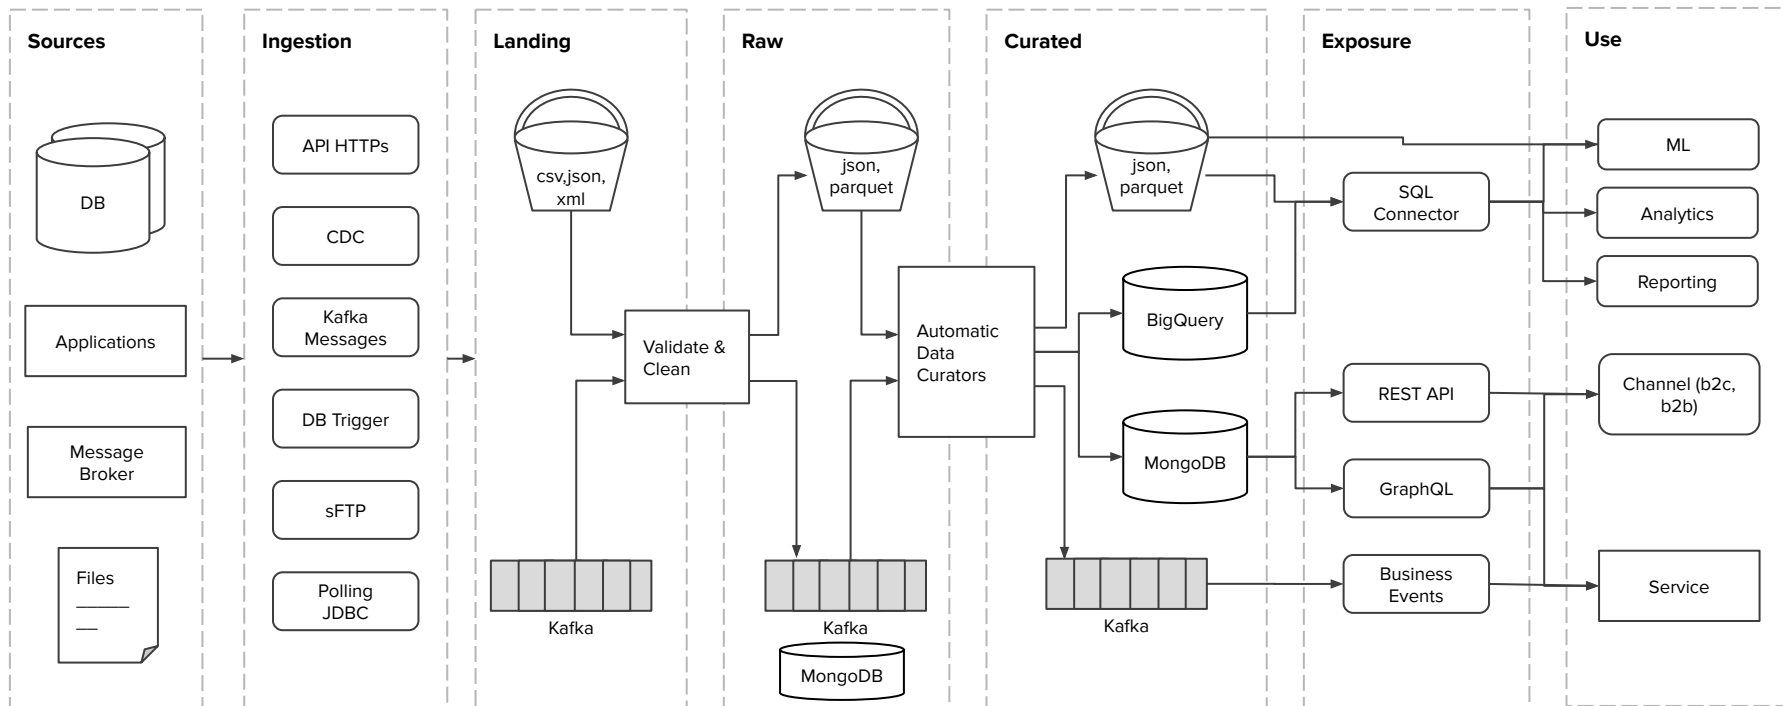 Sources
DB
Applications
Message
Broker
Files
Ingestion
API HTTPs
CDC
Kafka
Messages
DB Trigger
sFTP
Polling
JDBC
Landing
csv,json,
xml
Validate &
Clean
Kafka
Raw
json,
parquet
Automatic
Data
Curators
Kafka
MongoDB
Curated
json,
parquet
BigQuery
MongoDB
Kafka
Exposure
SQL
Connector
REST API
GraphQL
Business
Events
Use
ML
Analytics
Reporting
Channel (b2c,
b2b)
Service